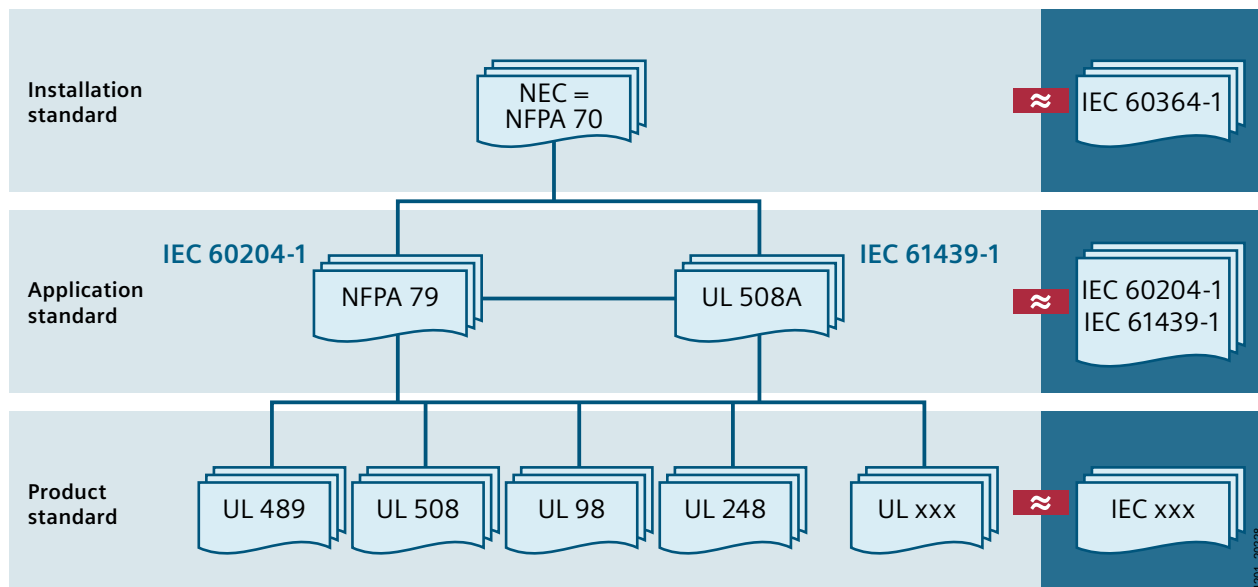 Installation
standard
NEC =
NFPA 70
≈
IEC 60364-1
IEC 60204-1
IEC 61439-1
Application
standard
NFPA 79
UL 508A
≈
IEC 60204-1
IEC 61439-1
Product
standard
UL 489
UL 508
UL 98
UL 248
UL xxx
≈
IEC xxx